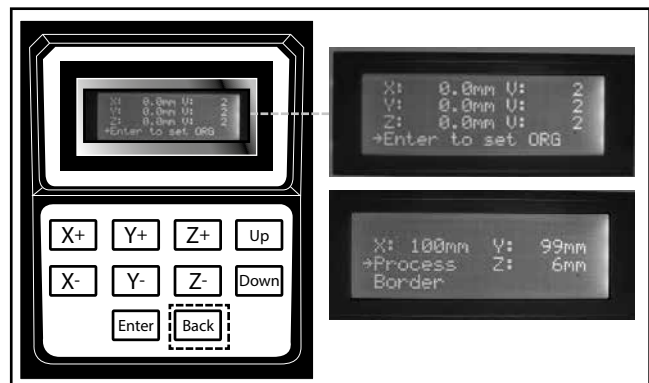 X: 0.0mm V: 2
Y: 0.0mm V: 2
Z: 0.0mm V: 2
→Enter to set ORG
X+ Y+ Z+ Up
X- Y- Z- Down
Enter Back
X: 0.0mm V: 2
Y: 0.0mm V: 2
Z: 0.0mm V: 2
→Enter to set ORG
X: 100mm Y: 99mm
→Process Z: 6mm
Border